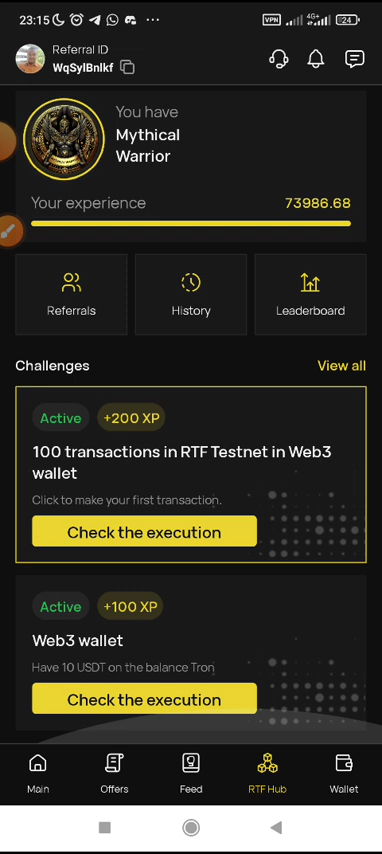 23:15
VPN 4G+ 24
Referral ID
WqSylBnlkf
You have
Mythical
Warrior
Your experience 73986.68
Referrals History Leaderboard
Challenges View all
Active +200 XP
100 transactions in RTF Testnet in Web3
wallet
Click to make your first transaction.
Check the execution
Active +100 XP
Web3 wallet
Have 10 USDT on the balance Tron
Check the execution
Main Offers Feed RTF Hub Wallet